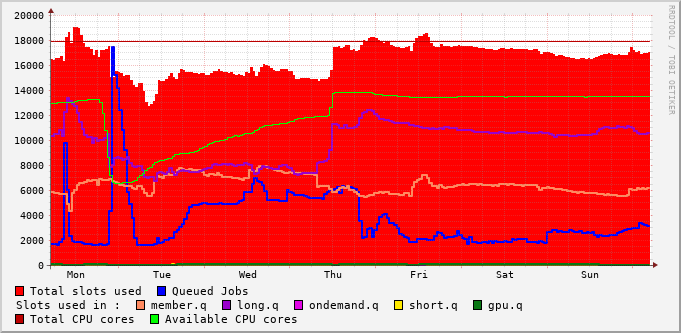 20000
18000
16000
14000
12000
10000
8000
6000
4000
2000
0
Mon Tue Wed Thu Fri Sat Sun
Total slots used Queued Jobs
Slots used in : member.q long.q ondemand.q short.q gpu.q
Total CPU cores Available CPU cores
RRDTOOL / TOBI OETIKER